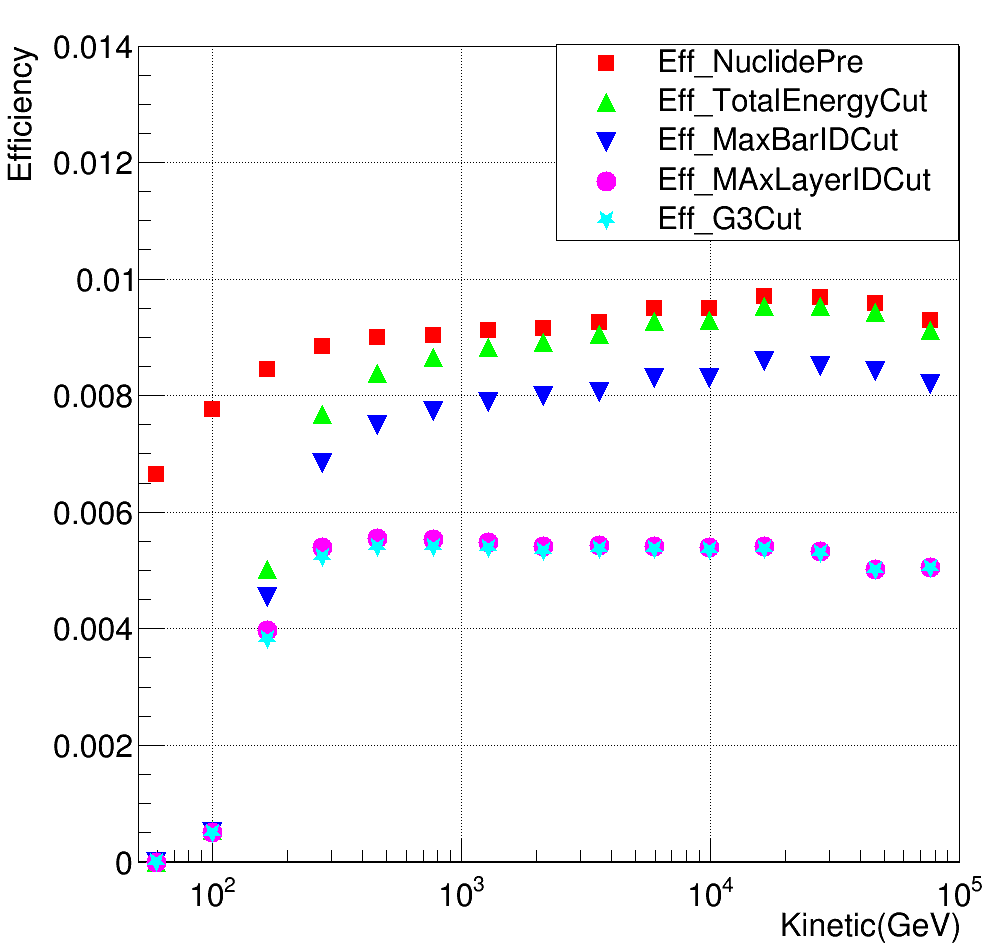 Efficiency
0.014
0.012
0.01
0.008
0.006
0.004
0.002
0
Eff_NuclidePre
Eff_TotalEnergyCut
Eff_MaxBarIDCut
Eff_MAxLayerIDCut
Eff_G3Cut
10² 10³ 10⁴ 10⁵
Kinetic(GeV)